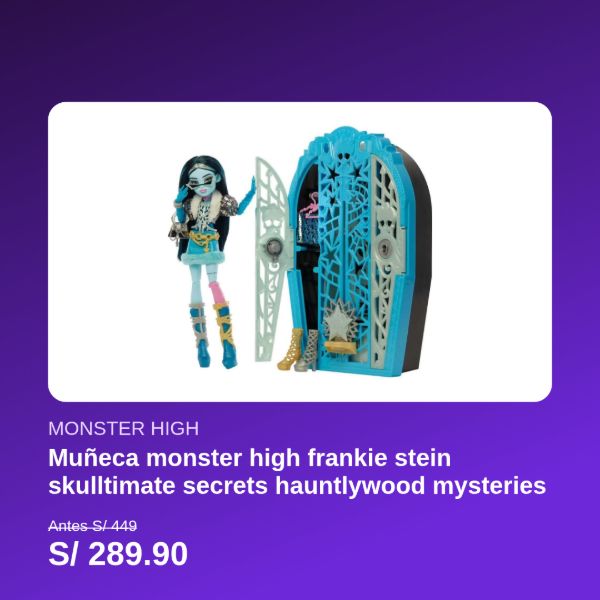 MONSTER HIGH
Muñeca monster high frankie stein
skulltimate secrets hauntlywood mysteries
Antes S/ 449
S/ 289.90